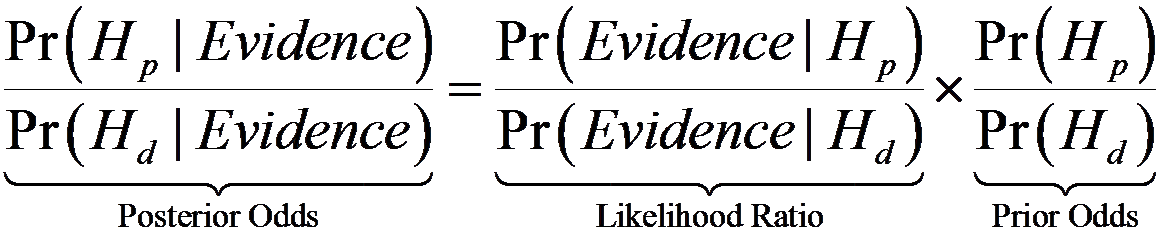 Pr(H_p | Evidence) / Pr(H_d | Evidence) = Pr(Evidence | H_p) / Pr(Evidence | H_d) × Pr(H_p) / Pr(H_d)
Posterior Odds Likelihood Ratio Prior Odds